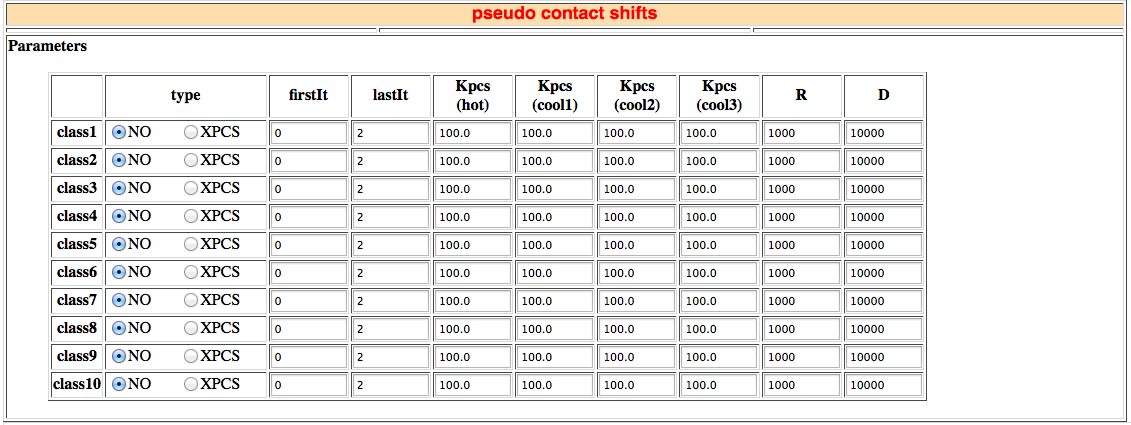 pseudo contact shifts
Parameters
type firstIt lastIt Kpcs (hot) Kpcs (cool1) Kpcs (cool2) Kpcs (cool3) R D
class1 NO XPCS 0 2 100.0 100.0 100.0 100.0 1000 10000
class2 NO XPCS 0 2 100.0 100.0 100.0 100.0 1000 10000
class3 NO XPCS 0 2 100.0 100.0 100.0 100.0 1000 10000
class4 NO XPCS 0 2 100.0 100.0 100.0 100.0 1000 10000
class5 NO XPCS 0 2 100.0 100.0 100.0 100.0 1000 10000
class6 NO XPCS 0 2 100.0 100.0 100.0 100.0 1000 10000
class7 NO XPCS 0 2 100.0 100.0 100.0 100.0 1000 10000
class8 NO XPCS 0 2 100.0 100.0 100.0 100.0 1000 10000
class9 NO XPCS 0 2 100.0 100.0 100.0 100.0 1000 10000
class10 NO XPCS 0 2 100.0 100.0 100.0 100.0 1000 10000